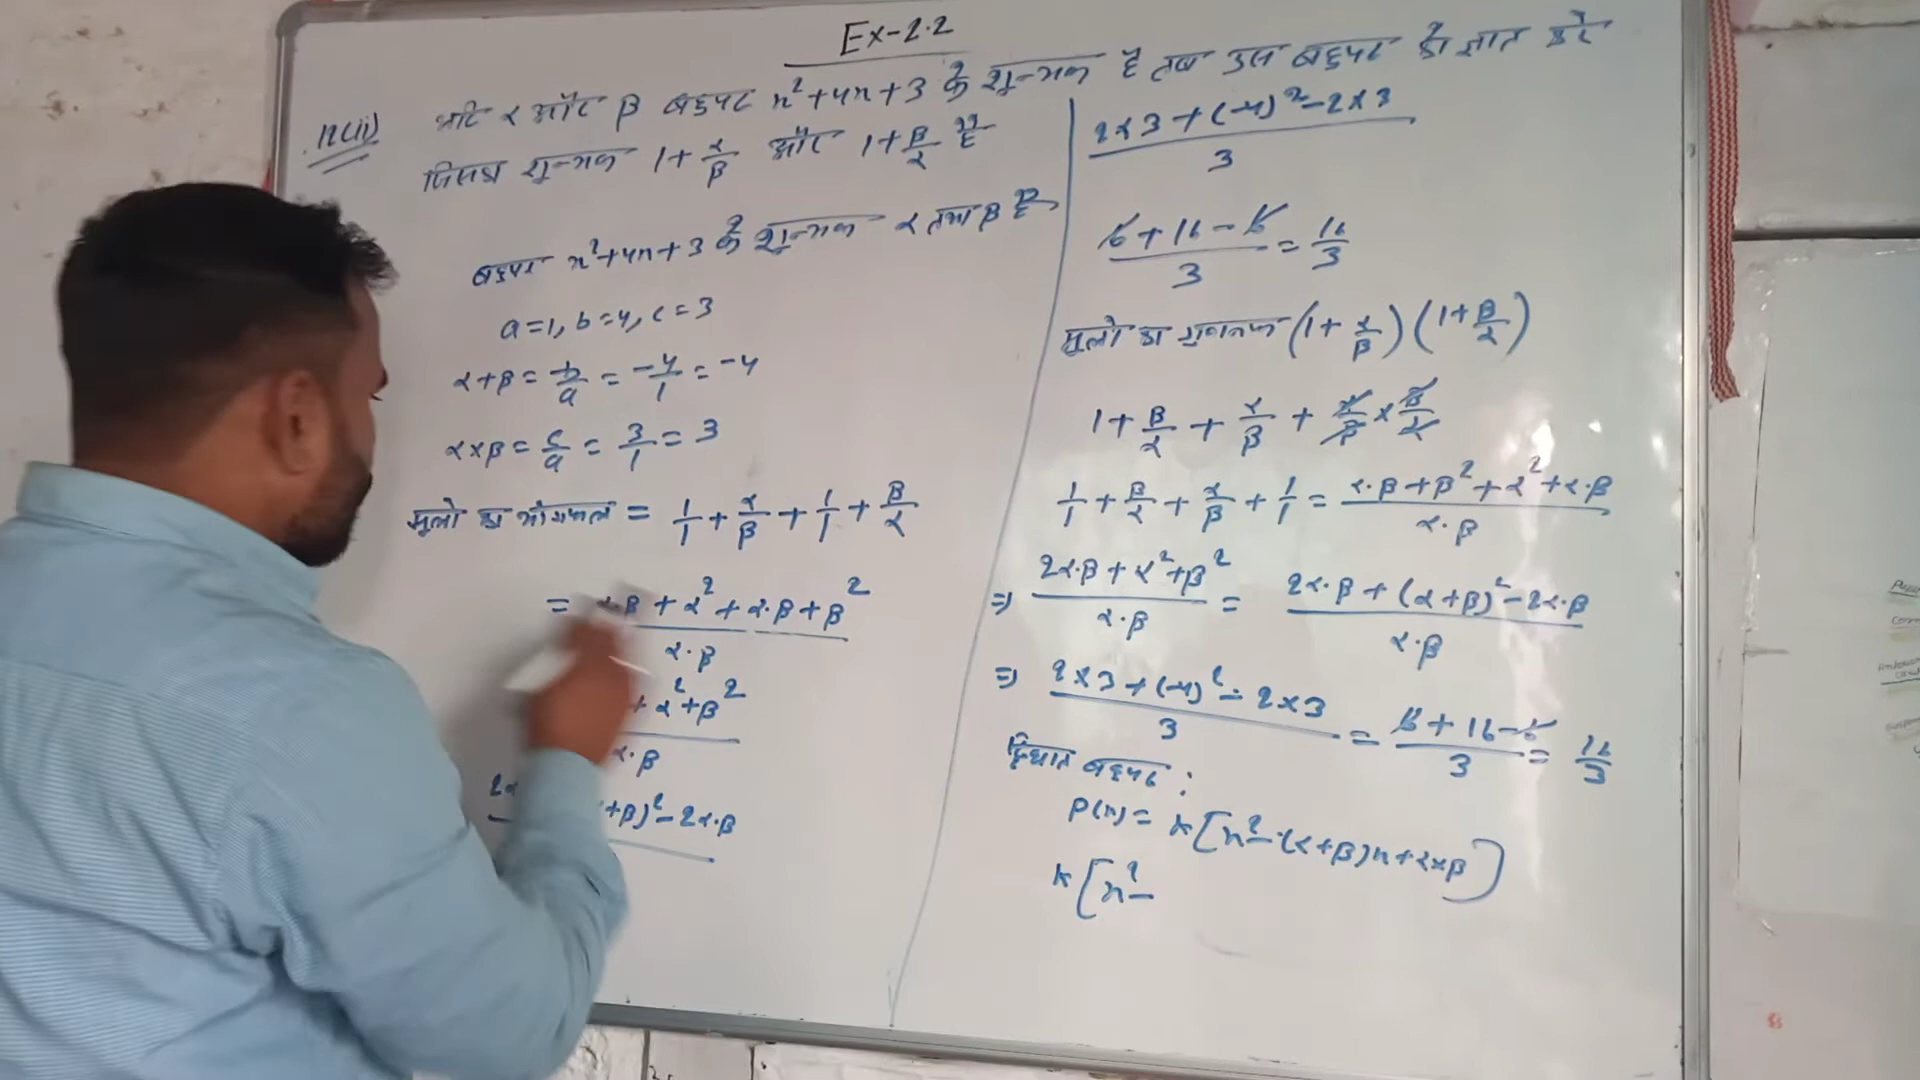 Ex-2.2
12(ii) यदि α और β बहुपद x²+4x+3 के शून्यक है तब उस बहुपद को ज्ञात करे
जिसका शून्यक 1+α/β और 1+β/α है
बहुपद x²+4x+3 के शून्यक α तथा β है
a=1, b=4, c=3
α+β = -b/a = -4/1 = -4
α×β = c/a = 3/1 = 3
मुलो का योगफल = 1/1 + α/β + 1/1 + β/α
= α·β + α² + α·β + β² / α·β
+ α² + β² / α·β
2α +β)² - 2α·β
2×3 + (-4)² - 2×3 / 3
6 + 16 - 6 / 3 = 16/3
मुलो का गुणनफल (1+α/β)(1+β/α)
1 + β/α + α/β + α/β × β/α
1/1 + β/α + α/β + 1/1 = α·β + β² + α² + α·β / α·β
⇒ 2α·β + α² + β² / α·β = 2α·β + (α+β)² - 2α·β / α·β
⇒ 2×3 + (-4)² - 2×3 / 3 = 6 + 16 - 6 / 3 = 16/3
द्विघात बहुपद :
P(x) = k[x² - (α+β)x + α×β]
k[x² -